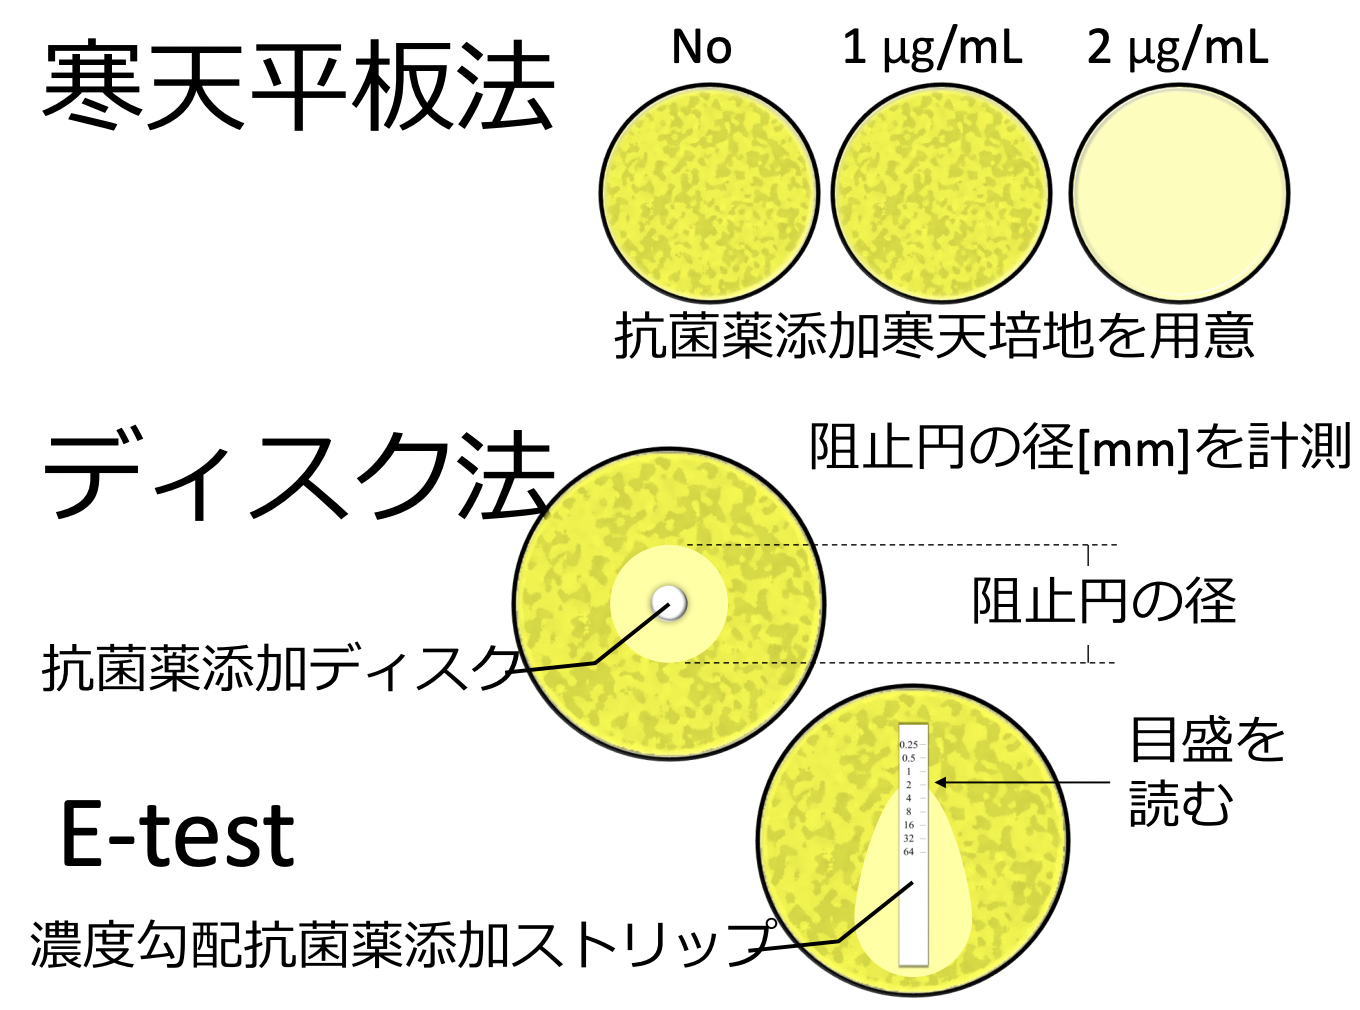 寒天平板法
No
1 μg/mL
2 μg/mL
抗菌薬添加寒天培地を用意
ディスク法
阻止円の径[mm]を計測
阻止円の径
抗菌薬添加ディスク
E-test
0.25
0.5
1
2
4
8
16
32
64
目盛を
読む
濃度勾配抗菌薬添加ストリップ